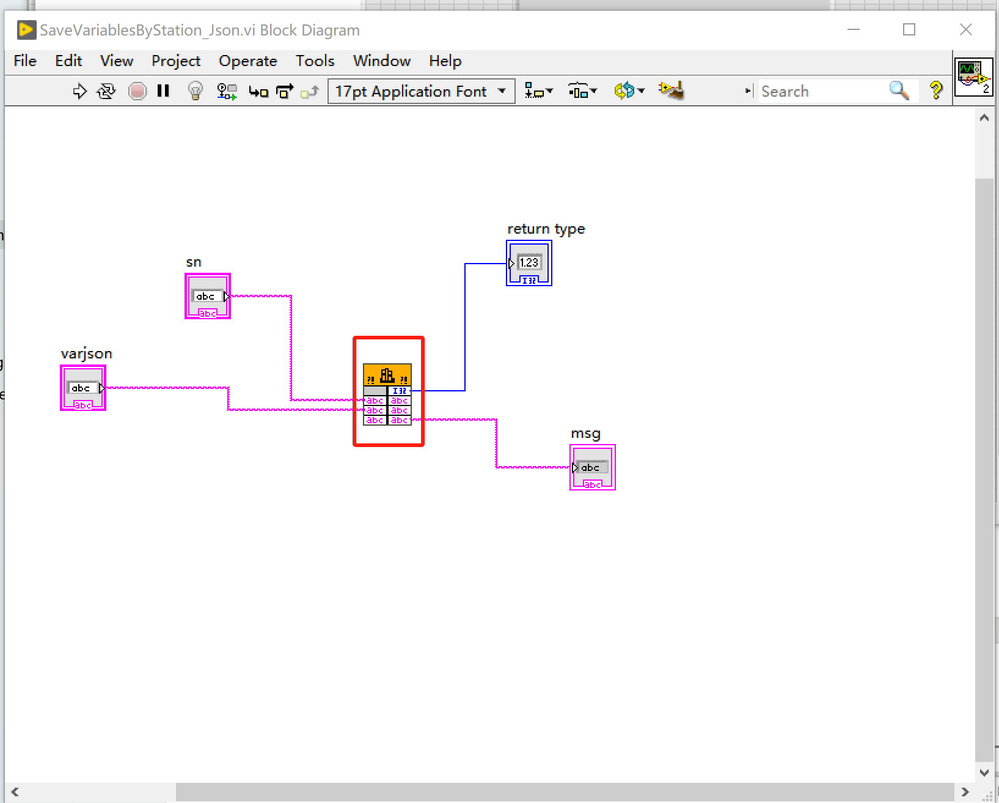 SaveVariablesByStation_Json.vi Block Diagram
File Edit View Project Operate Tools Window Help
17pt Application Font
Search
?
2
return type
1.23
I32
sn
abc
abc
varjson
abc
abc
?! ?!
I32
abc abc
abc abc
abc abc
msg
abc
abc